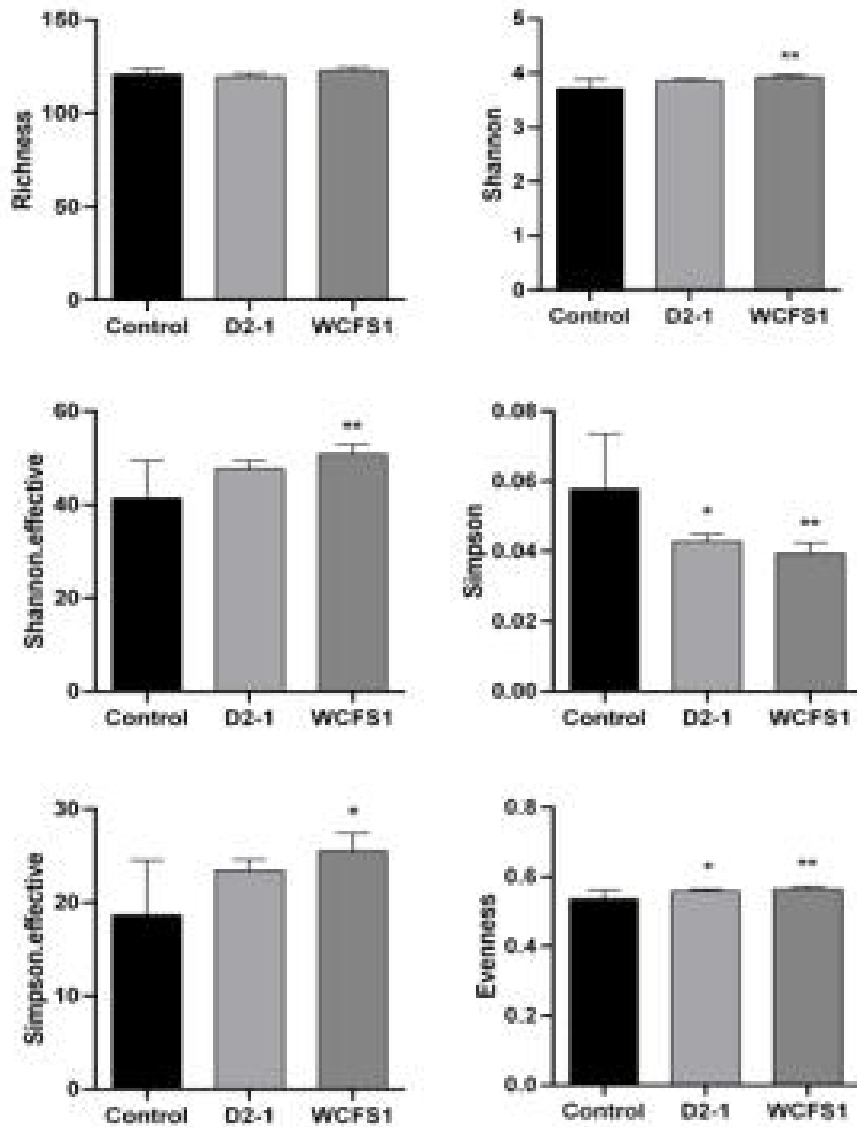 Richness
150
100
50
0
Control D2-1 WCFS1
Shannon
5
4
3
2
1
0
**
Control D2-1 WCFS1
Shannon.effective
60
40
20
0
**
Control D2-1 WCFS1
Simpson
0.08
0.06
0.04
0.02
0.00
*
**
Control D2-1 WCFS1
Simpson.effective
30
20
10
0
*
Control D2-1 WCFS1
Evenness
0.8
0.6
0.4
0.2
0.0
*
**
Control D2-1 WCFS1